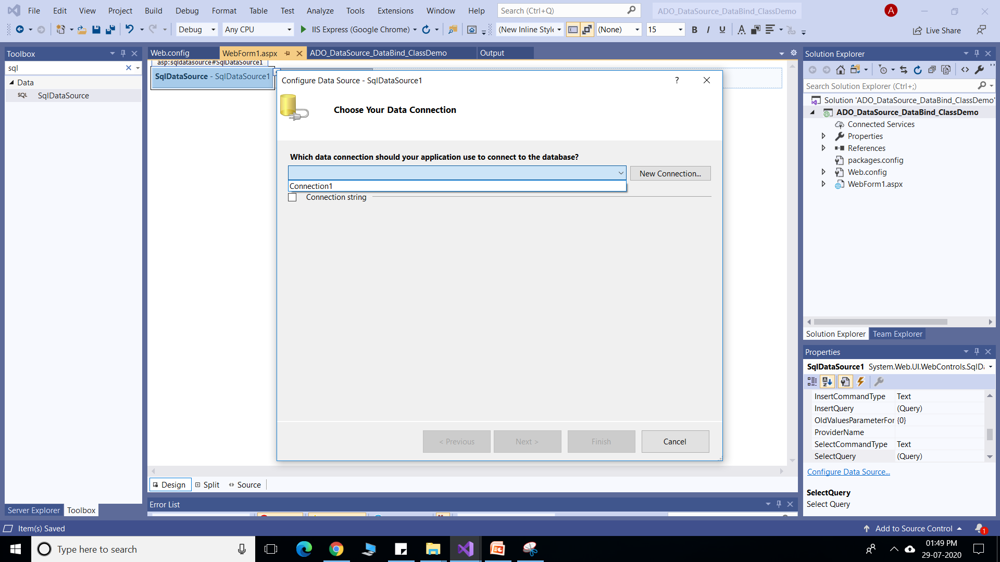 File Edit View Project Build Debug Format Table Test Analyze Tools Extensions Window Help Search (Ctrl+Q) ADO_DataSource_DataBind_ClassDemo A
Debug Any CPU IIS Express (Google Chrome) (New Inline Style (None) 15 B I U A Live Share
Toolbox
sql
Data
SQL SqlDataSource
Server Explorer Toolbox
Web.config WebForm1.aspx ADO_DataSource_DataBind_ClassDemo Output
asp:sqldatasource#SqlDataSource1
SqlDataSource - SqlDataSource1
Configure Data Source - SqlDataSource1 ?
Choose Your Data Connection
Which data connection should your application use to connect to the database?
New Connection...
Connection1
Connection string
< Previous Next > Finish Cancel
Design Split Source
Error List
Solution Explorer
Search Solution Explorer (Ctrl+;)
Solution 'ADO_DataSource_DataBind_ClassDemo'
ADO_DataSource_DataBind_ClassDemo
Connected Services
Properties
References
packages.config
Web.config
WebForm1.aspx
Solution Explorer Team Explorer
Properties
SqlDataSource1 System.Web.UI.WebControls.SqlDa
InsertCommandType Text
InsertQuery (Query)
OldValuesParameterFor {0}
ProviderName
SelectCommandType Text
SelectQuery (Query)
Configure Data Source...
SelectQuery
Select Query
Item(s) Saved Add to Source Control 1
Type here to search 01:49 PM
29-07-2020